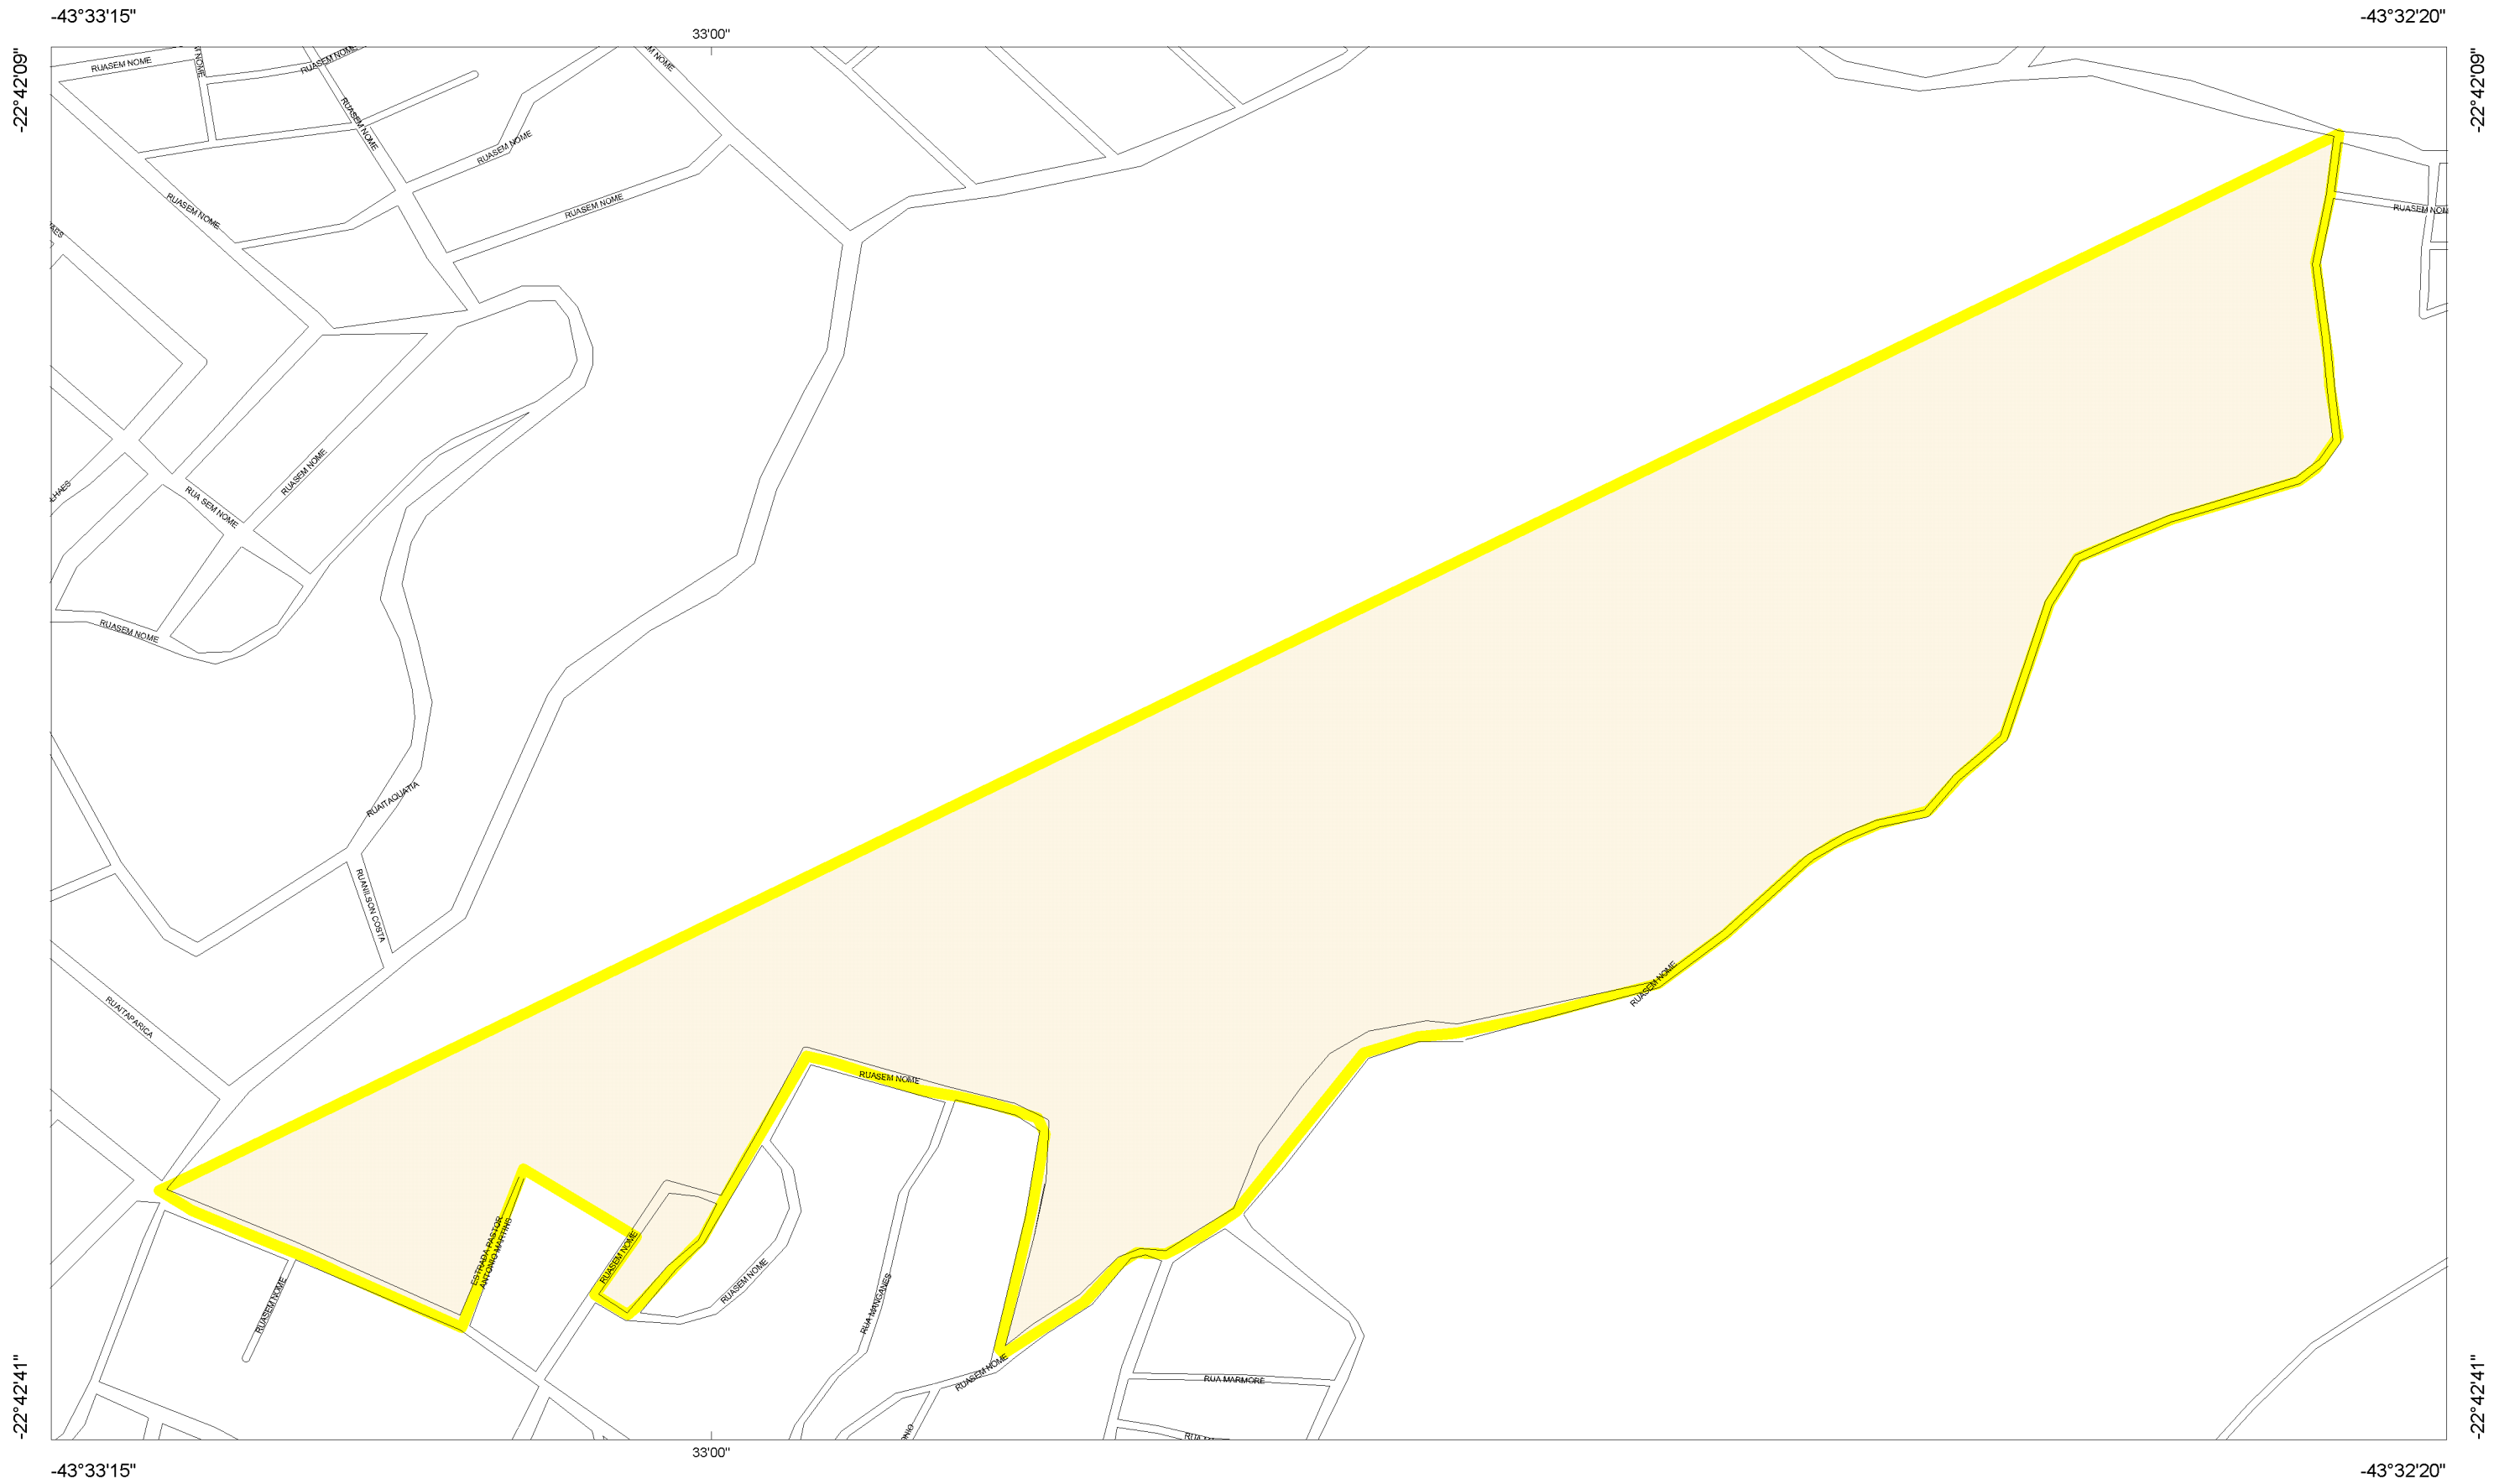 -43°33'15"
-43°32'20"
33'00"
-22°42'09"
-22°42'09"
RUASEM NOME
NOME
RUASEM NOME
NOME
RUASEM NOME
RUASEM NOME
RUASEM NOME
RUASEM NOME
RUASEM NOM
RUASEM NOME
RUA SEM NOME
RUASEM NOME
RUAITAQUATIA
RUANILSON COSTA
RUAITAPARICA
RUASEM NOME
RUASEM NOME
ESTRADA PASTOR
ANTONIO MARTINS
RUASEM NOME
RUASEM NOME
RUASEM NOME
RUA MANGANES
RUASEM NOME
RUA MARMORE
-22°42'41"
-22°42'41"
33'00"
-43°33'15"
-43°32'20"